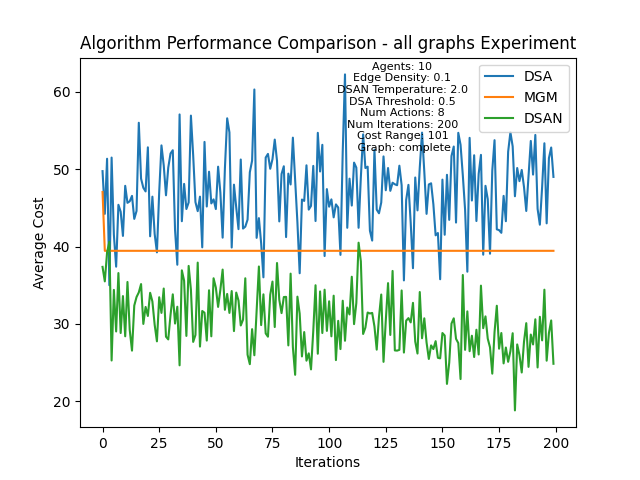 Algorithm Performance Comparison - all graphs Experiment
Agents: 10
Edge Density: 0.1
DSAN Temperature: 2.0
DSA Threshold: 0.5
Num Actions: 8
Num Iterations: 200
Cost Range: 101
Graph: complete
DSA
MGM
DSAN
Average Cost
60
50
40
30
20
0
25
50
75
100
125
150
175
200
Iterations